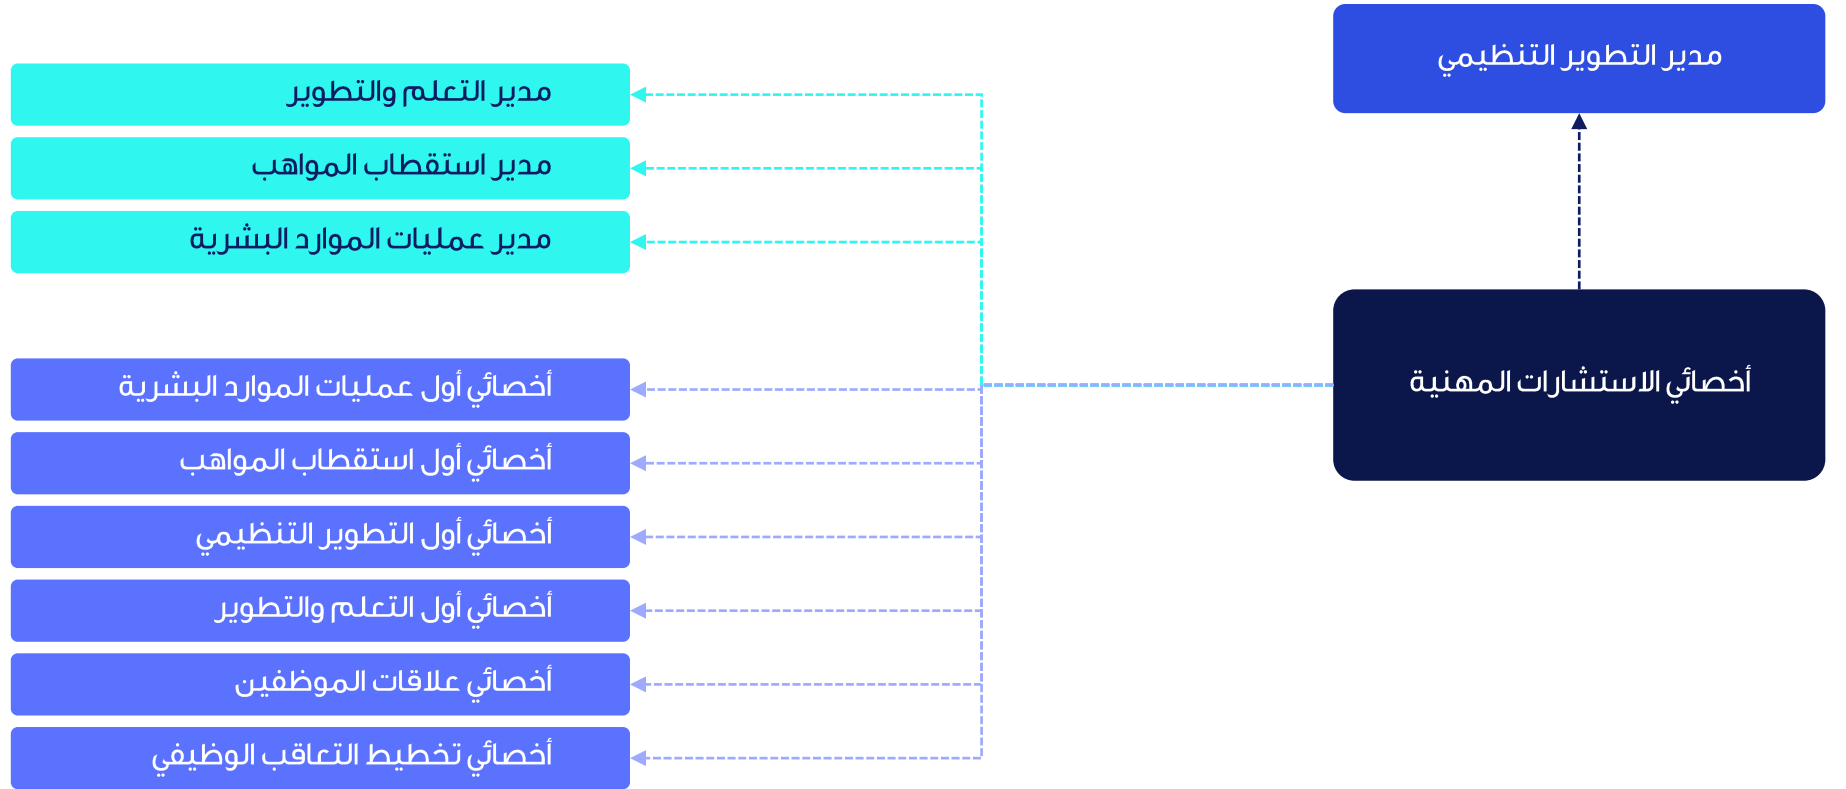 مدير التطوير التنظيمي
أخصائي الاستشارات المهنية
مدير التعلم والتطوير
مدير استقطاب المواهب
مدير عمليات الموارد البشرية
أخصائي أول عمليات الموارد البشرية
أخصائي أول استقطاب المواهب
أخصائي أول التطوير التنظيمي
أخصائي أول التعلم والتطوير
أخصائي علاقات الموظفين
أخصائي تخطيط التعاقب الوظيفي